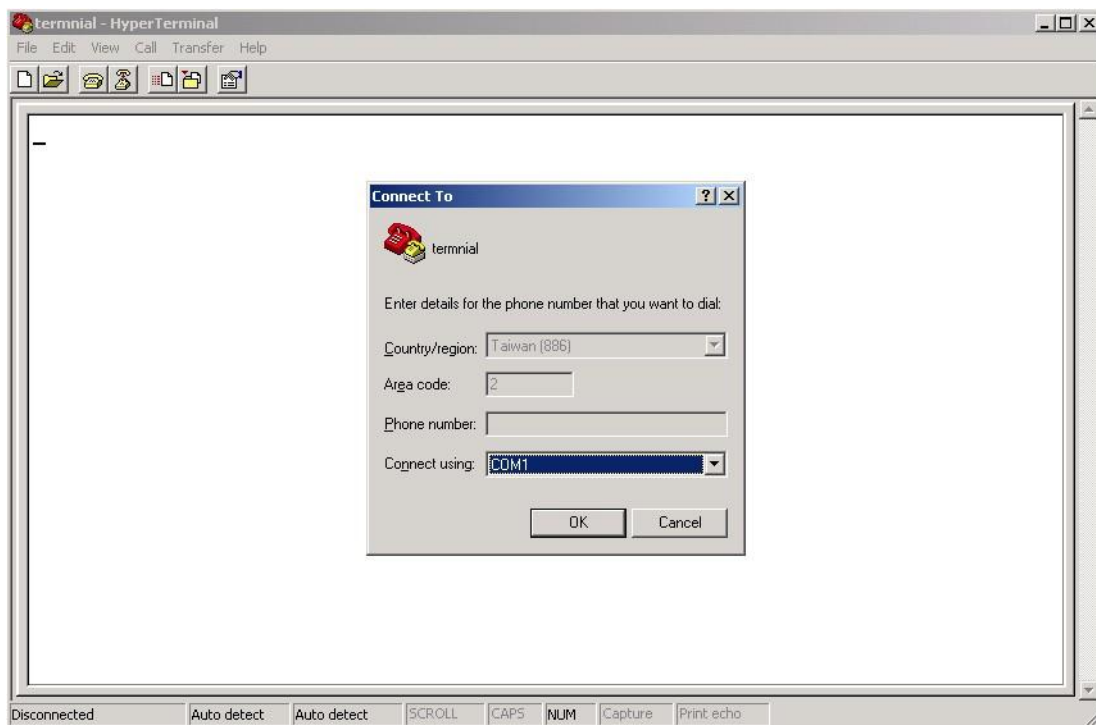 termnial - HyperTerminal
File Edit View Call Transfer Help
Connect To
termnial
Enter details for the phone number that you want to dial:
Country/region: Taiwan (886)
Area code: 2
Phone number:
Connect using: COM1
OK Cancel
Disconnected Auto detect Auto detect SCROLL CAPS NUM Capture Print echo